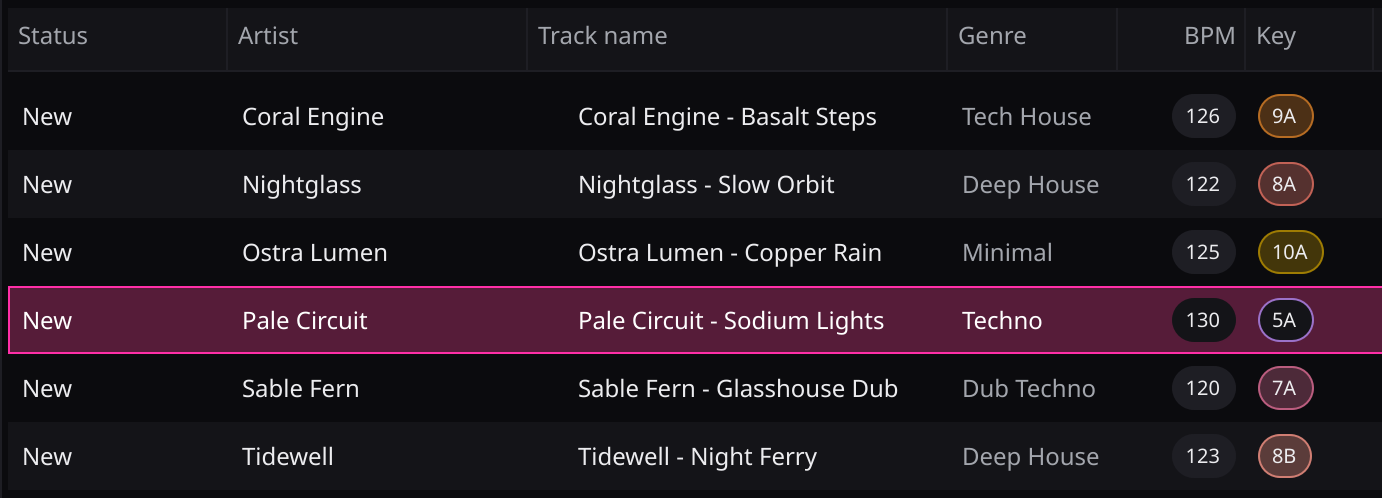 Status Artist Track name Genre BPM Key
New Coral Engine Coral Engine - Basalt Steps Tech House 126 9A
New Nightglass Nightglass - Slow Orbit Deep House 122 8A
New Ostra Lumen Ostra Lumen - Copper Rain Minimal 125 10A
New Pale Circuit Pale Circuit - Sodium Lights Techno 130 5A
New Sable Fern Sable Fern - Glasshouse Dub Dub Techno 120 7A
New Tidewell Tidewell - Night Ferry Deep House 123 8B